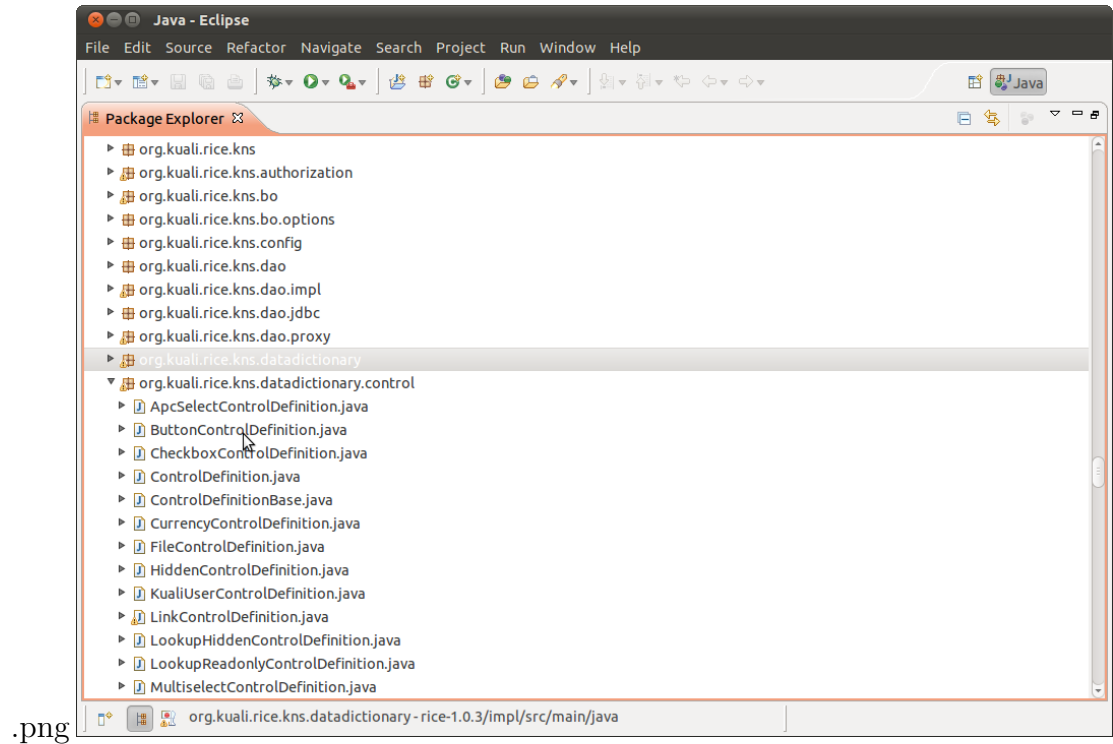 Java - Eclipse
File Edit Source Refactor Navigate Search Project Run Window Help
Java
Package Explorer
org.kuali.rice.kns
org.kuali.rice.kns.authorization
org.kuali.rice.kns.bo
org.kuali.rice.kns.bo.options
org.kuali.rice.kns.config
org.kuali.rice.kns.dao
org.kuali.rice.kns.dao.impl
org.kuali.rice.kns.dao.jdbc
org.kuali.rice.kns.dao.proxy
org.kuali.rice.kns.datadictionary
org.kuali.rice.kns.datadictionary.control
ApcSelectControlDefinition.java
ButtonControlDefinition.java
CheckboxControlDefinition.java
ControlDefinition.java
ControlDefinitionBase.java
CurrencyControlDefinition.java
FileControlDefinition.java
HiddenControlDefinition.java
KualiUserControlDefinition.java
LinkControlDefinition.java
LookupHiddenControlDefinition.java
LookupReadonlyControlDefinition.java
MultiselectControlDefinition.java
org.kuali.rice.kns.datadictionary - rice-1.0.3/impl/src/main/java
.png